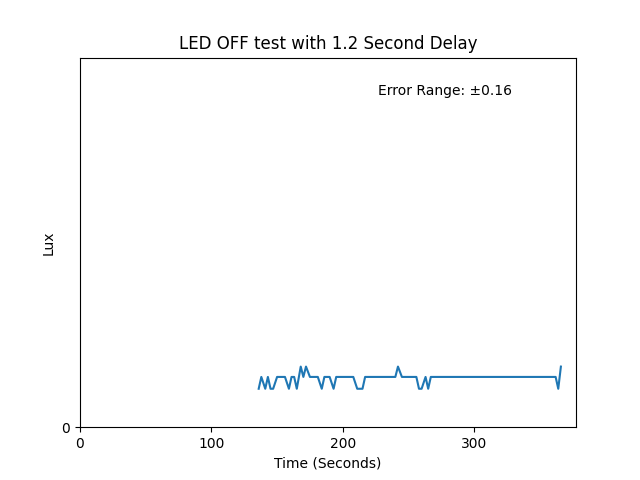 LED OFF test with 1.2 Second Delay
Error Range: ±0.16
Lux
0
0 100 200 300
Time (Seconds)